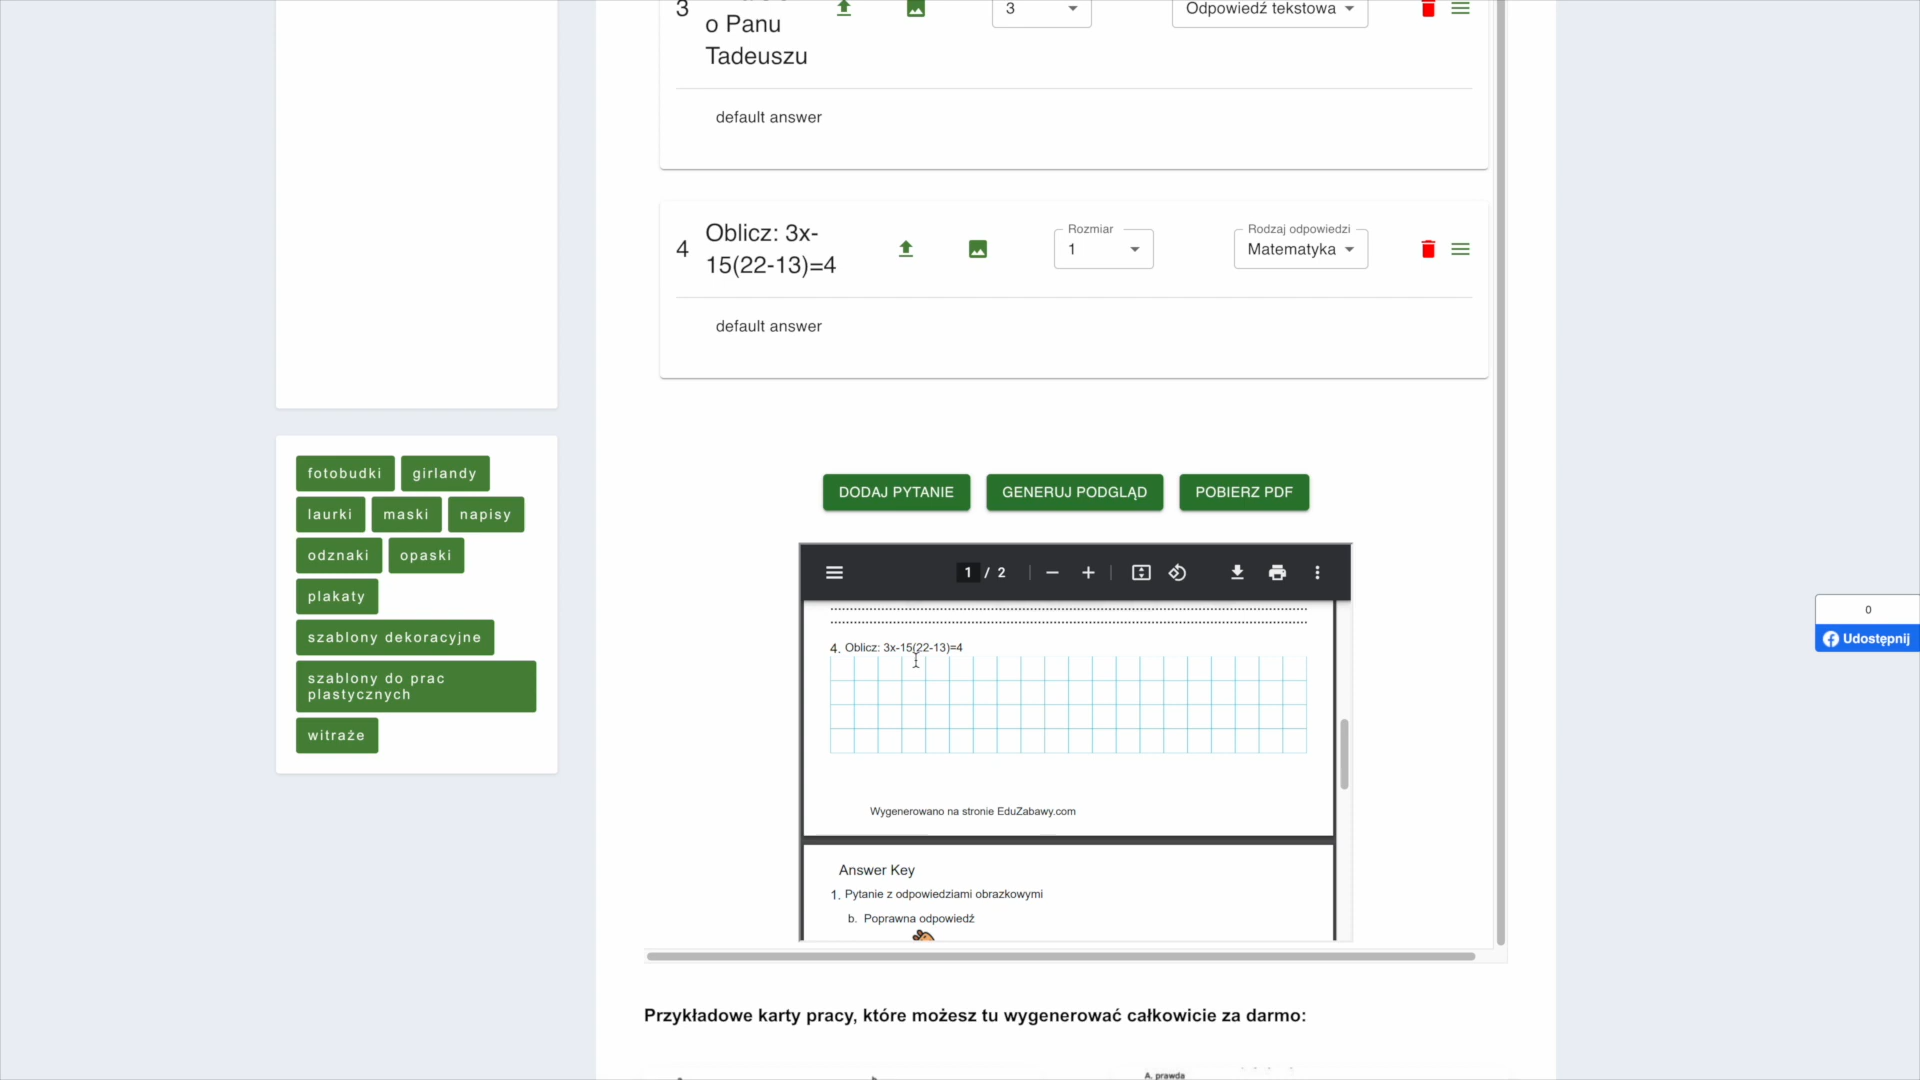 3
o Panu
Tadeuszu
3
Odpowiedź tekstowa
default answer
4
Oblicz: 3x-
15(22-13)=4
Rozmiar
1
Rodzaj odpowiedzi
Matematyka
default answer
fotobudki
girlandy
laurki
maski
napisy
odznaki
opaski
plakaty
szablony dekoracyjne
szablony do prac
plastycznych
witraże
DODAJ PYTANIE
GENERUJ PODGLĄD
POBIERZ PDF
1 / 2
4. Oblicz: 3x-15(22-13)=4
Wygenerowano na stronie EduZabawy.com
Answer Key
1. Pytanie z odpowiedziami obrazkowymi
b. Poprawna odpowiedź
0
Udostępnij
Przykładowe karty pracy, które możesz tu wygenerować całkowicie za darmo:
A. prawda